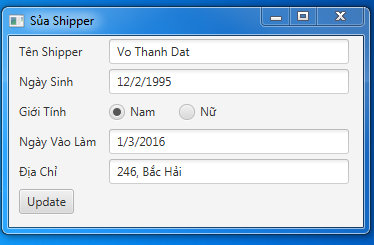 Sủa Shipper
Tên Shipper Vo Thanh Dat
Ngày Sinh 12/2/1995
Giới Tính Nam Nữ
Ngày Vào Làm 1/3/2016
Địa Chỉ 246, Bắc Hải
Update